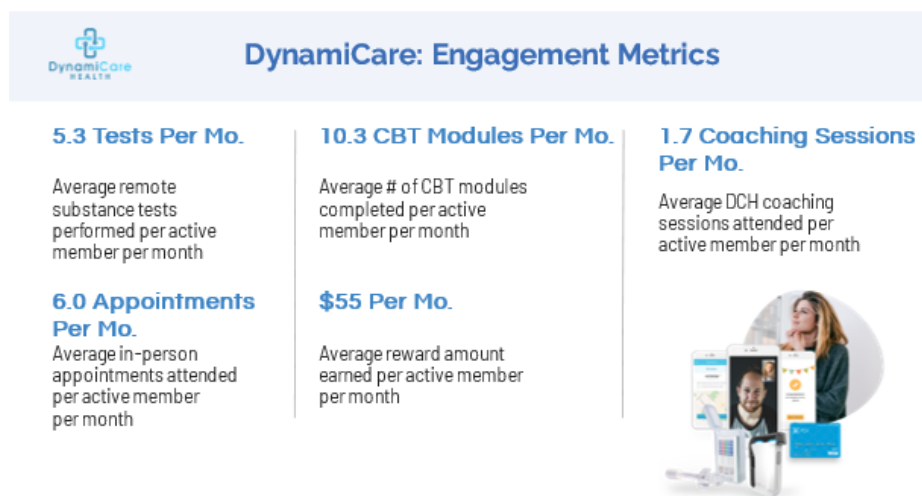 DynamiCare
HEALTH
DynamiCare: Engagement Metrics
5.3 Tests Per Mo.
Average remote
substance tests
performed per active
member per month
6.0 Appointments
Per Mo.
Average in-person
appointments attended
per active member
per month
10.3 CBT Modules Per Mo.
Average # of CBT modules
completed per active
member per month
$55 Per Mo.
Average reward amount
earned per active member
per month
1.7 Coaching Sessions
Per Mo.
Average DCH coaching
sessions attended per
active member per month